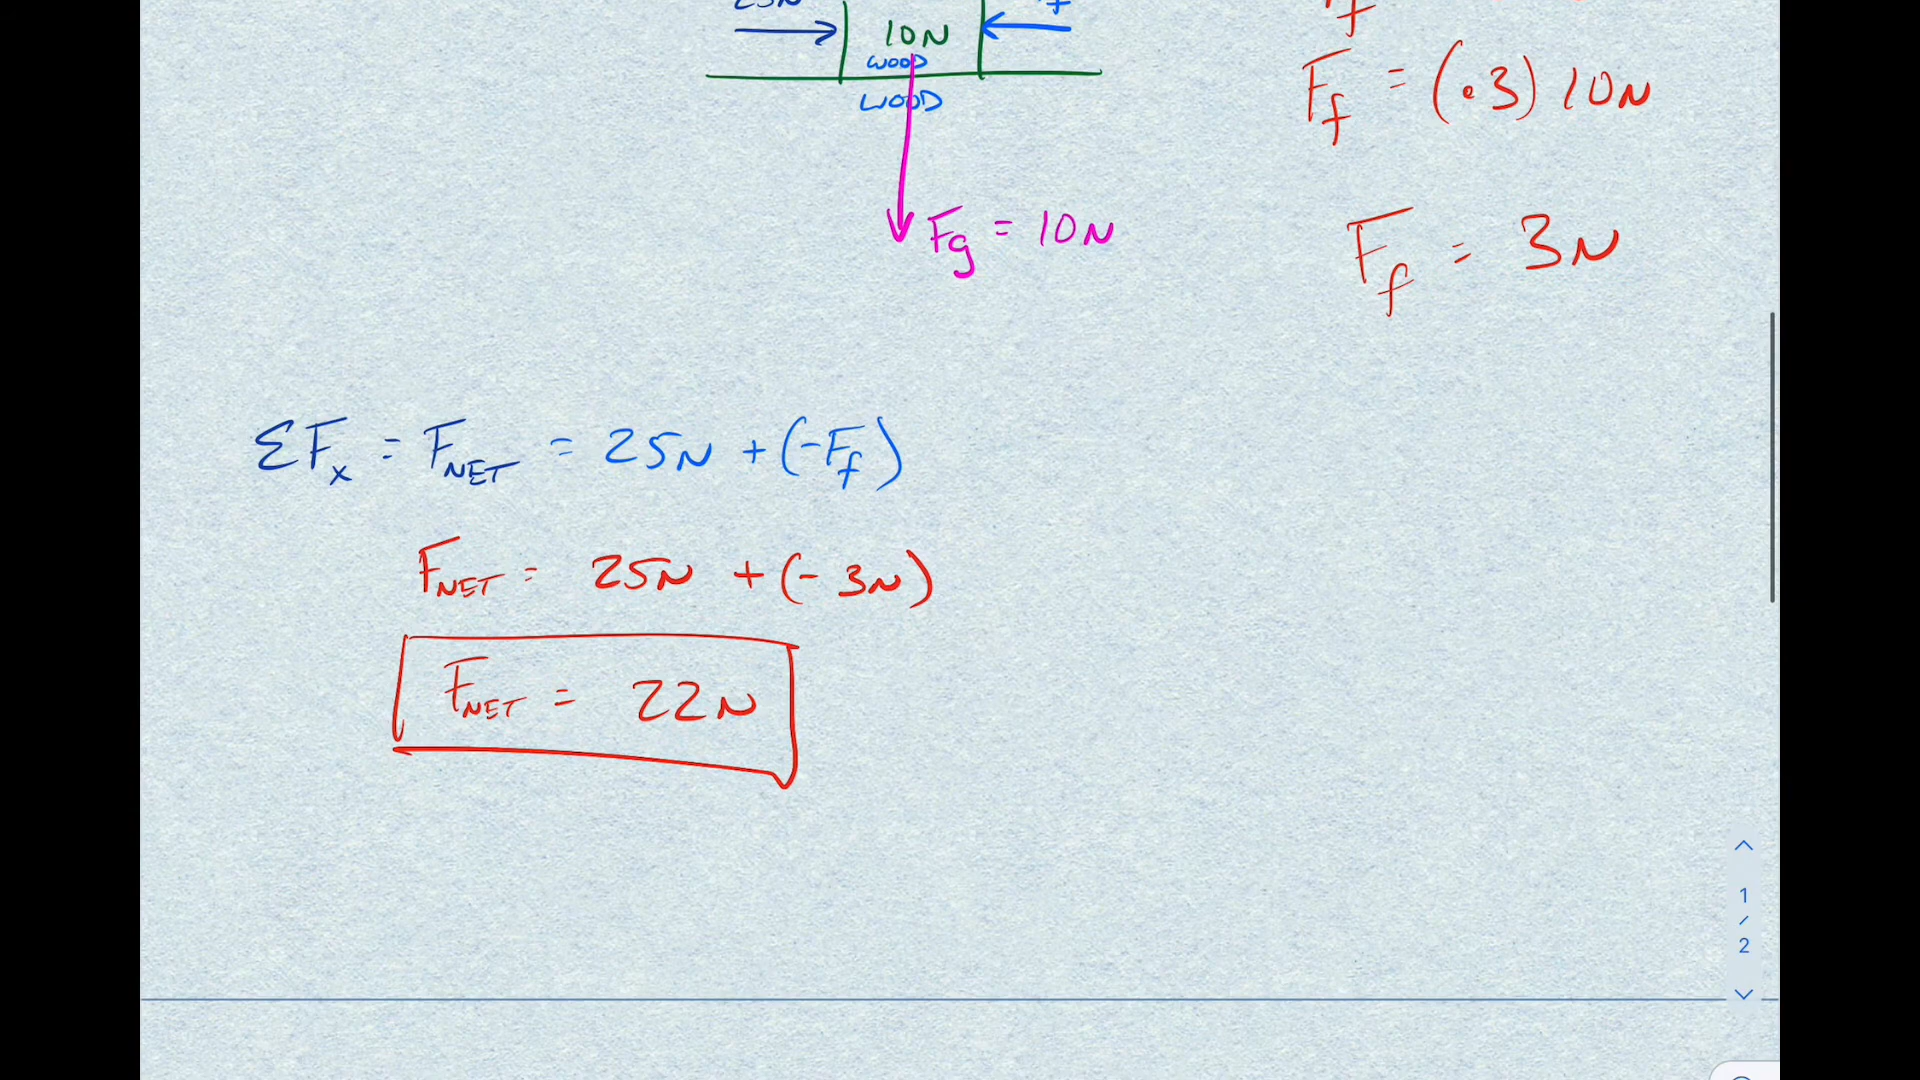 25N
10N
WOOD
WOOD
Fg = 10N
f
Ff = (.3) 10N
Ff = 3N
ΣFx = FNET = 25N + (-Ff)
FNET = 25N + (- 3N)
FNET = 22N
1
/
2